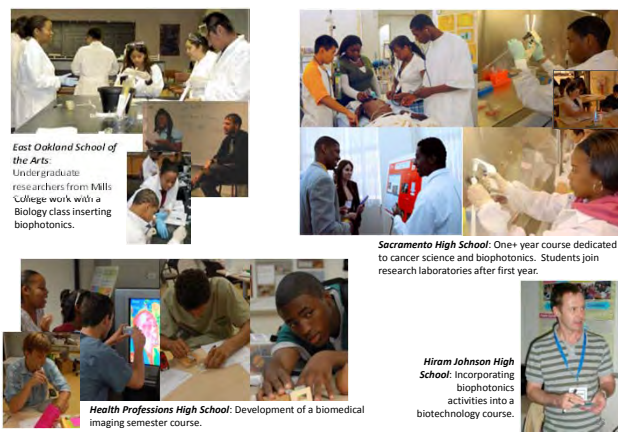 East Oakland School of
the Arts:
Undergraduate
researchers from Mills
College work with a
Biology class inserting
biophotonics.
Sacramento High School: One+ year course dedicated
to cancer science and biophotonics. Students join
research laboratories after first year.
Health Professions High School: Development of a biomedical
imaging semester course.
Hiram Johnson High
School: Incorporating
biophotonics
activities into a
biotechnology course.